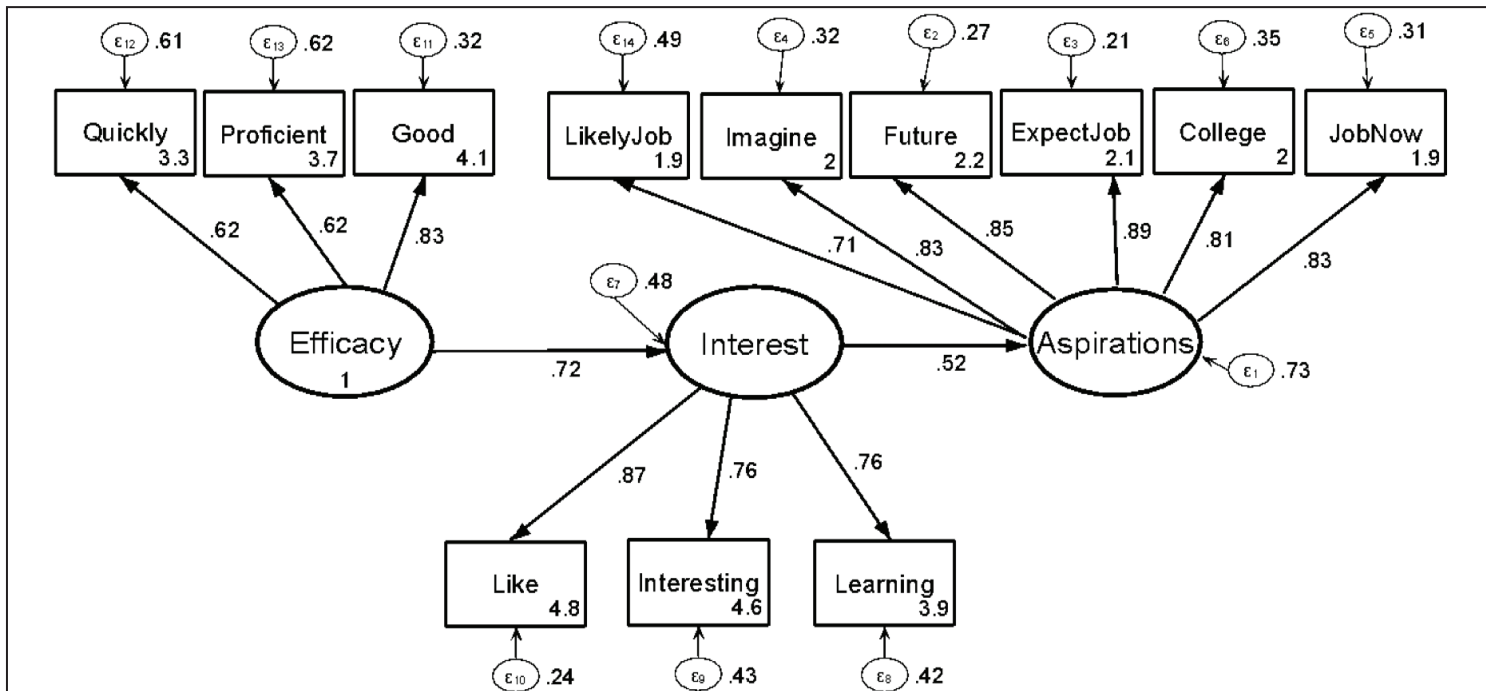 ε12 .61
ε13 .62
ε11 .32
ε14 .49
ε4 .32
ε2 .27
ε3 .21
ε6 .35
ε5 .31
Quickly
3.3
Proficient
3.7
Good
4.1
LikelyJob
1.9
Imagine
2
Future
2.2
ExpectJob
2.1
College
2
JobNow
1.9
.62
.62
.83
.71
.83
.85
.89
.81
.83
ε7 .48
Efficacy
1
.72
Interest
.52
Aspirations
ε1 .73
.87
.76
.76
Like
4.8
Interesting
4.6
Learning
3.9
ε10 .24
ε9 .43
ε8 .42